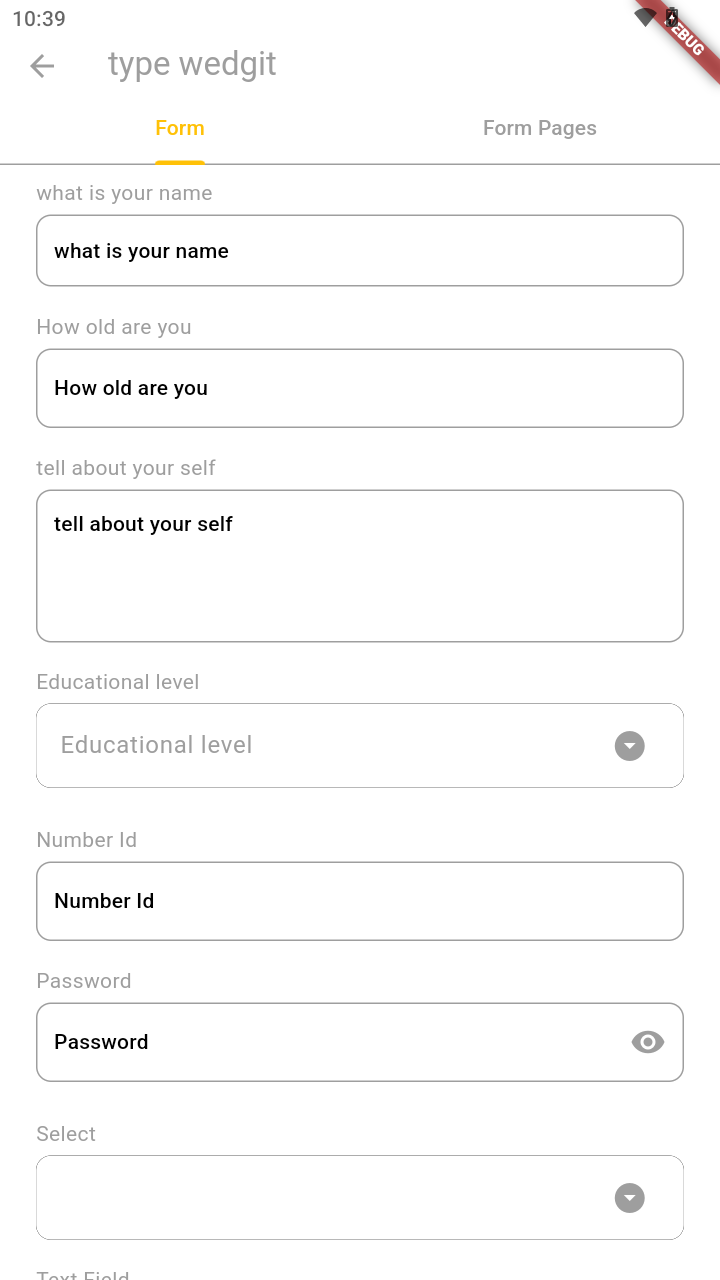 10:39
DEBUG
type wedgit
Form
Form Pages
what is your name
what is your name
How old are you
How old are you
tell about your self
tell about your self
Educational level
Educational level
Number Id
Number Id
Password
Password
Select
Text Field